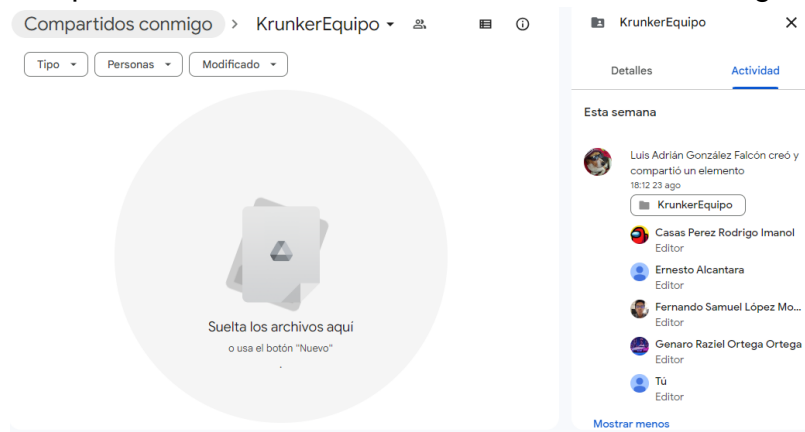 Compartidos conmigo > KrunkerEquipo
Tipo
Personas
Modificado
Suelta los archivos aquí
o usa el botón "Nuevo"
.
KrunkerEquipo
Detalles
Actividad
Esta semana
Luis Adrián González Falcón creó y
compartió un elemento
18:12 23 ago
KrunkerEquipo
Casas Perez Rodrigo Imanol
Editor
Ernesto Alcantara
Editor
Fernando Samuel López Mo...
Editor
Genaro Raziel Ortega Ortega
Editor
Tú
Editor
Mostrar menos